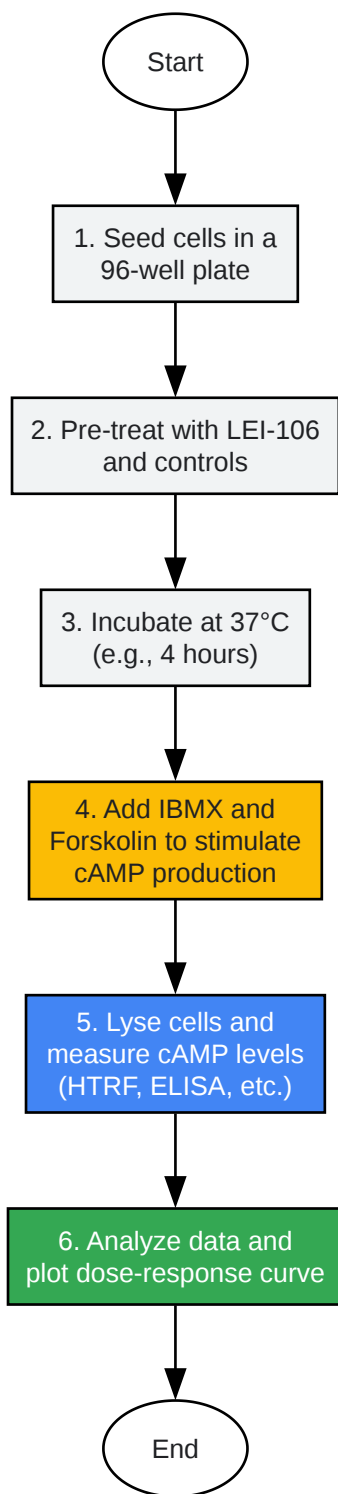 Start
1. Seed cells in a
96-well plate
2. Pre-treat with LEI-106
and controls
3. Incubate at 37°C
(e.g., 4 hours)
4. Add IBMX and
Forskolin to stimulate
cAMP production
5. Lyse cells and
measure cAMP levels
(HTRF, ELISA, etc.)
6. Analyze data and
plot dose-response curve
End